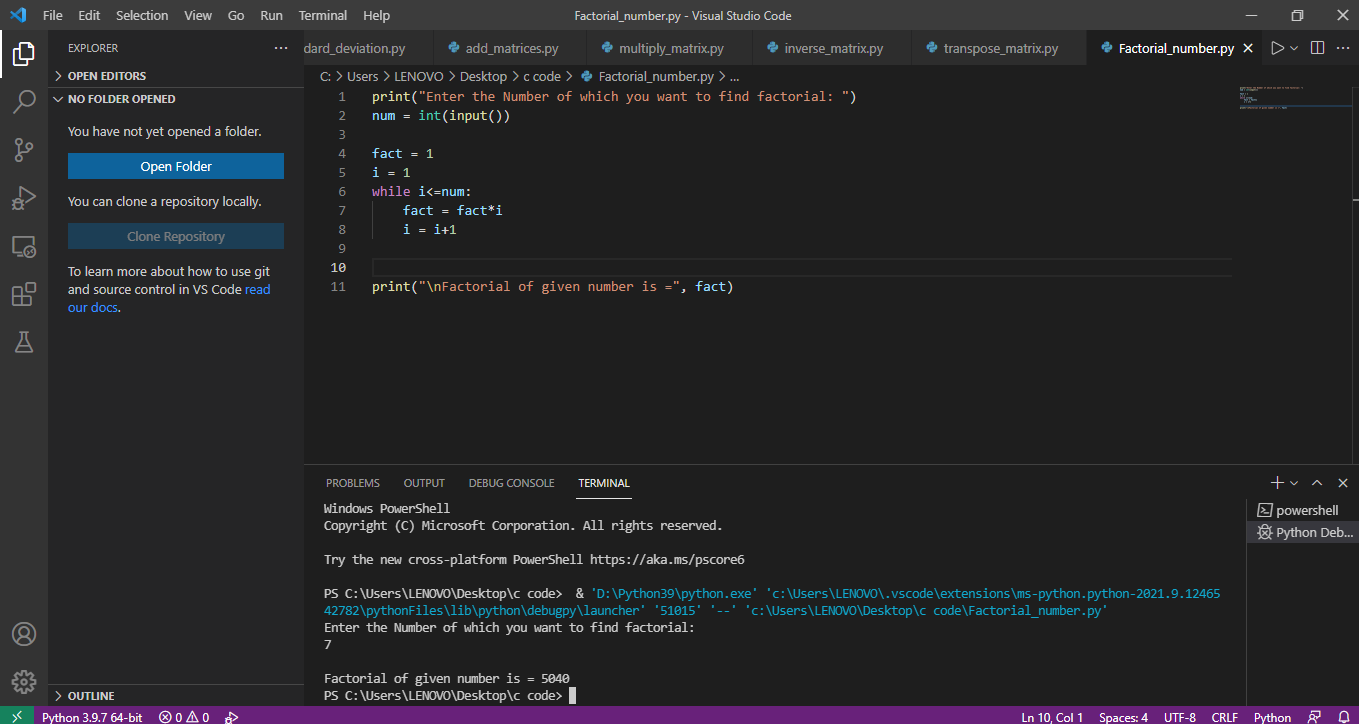 File Edit Selection View Go Run Terminal Help Factorial_number.py - Visual Studio Code
EXPLORER ...
dard_deviation.py add_matrices.py multiply_matrix.py inverse_matrix.py transpose_matrix.py Factorial_number.py
OPEN EDITORS
NO FOLDER OPENED
You have not yet opened a folder.
Open Folder
You can clone a repository locally.
Clone Repository
To learn more about how to use git
and source control in VS Code read
our docs.
OUTLINE
C: > Users > LENOVO > Desktop > c code > Factorial_number.py > ...
1 print("Enter the Number of which you want to find factorial: ")
2 num = int(input())
3
4 fact = 1
5 i = 1
6 while i<=num:
7     fact = fact*i
8     i = i+1
9
10
11 print("\nFactorial of given number is =", fact)
PROBLEMS OUTPUT DEBUG CONSOLE TERMINAL
Windows PowerShell
Copyright (C) Microsoft Corporation. All rights reserved.
Try the new cross-platform PowerShell https://aka.ms/pscore6
PS C:\Users\LENOVO\Desktop\c code>  & 'D:\Python39\python.exe' 'c:\Users\LENOVO\.vscode\extensions\ms-python.python-2021.9.12465
42782\pythonFiles\lib\python\debugpy\launcher' '51015' '--' 'c:\Users\LENOVO\Desktop\c code\Factorial_number.py'
Enter the Number of which you want to find factorial:
7
Factorial of given number is = 5040
PS C:\Users\LENOVO\Desktop\c code>
powershell
Python Deb...
Python 3.9.7 64-bit 0 0 Ln 10, Col 1 Spaces: 4 UTF-8 CRLF Python